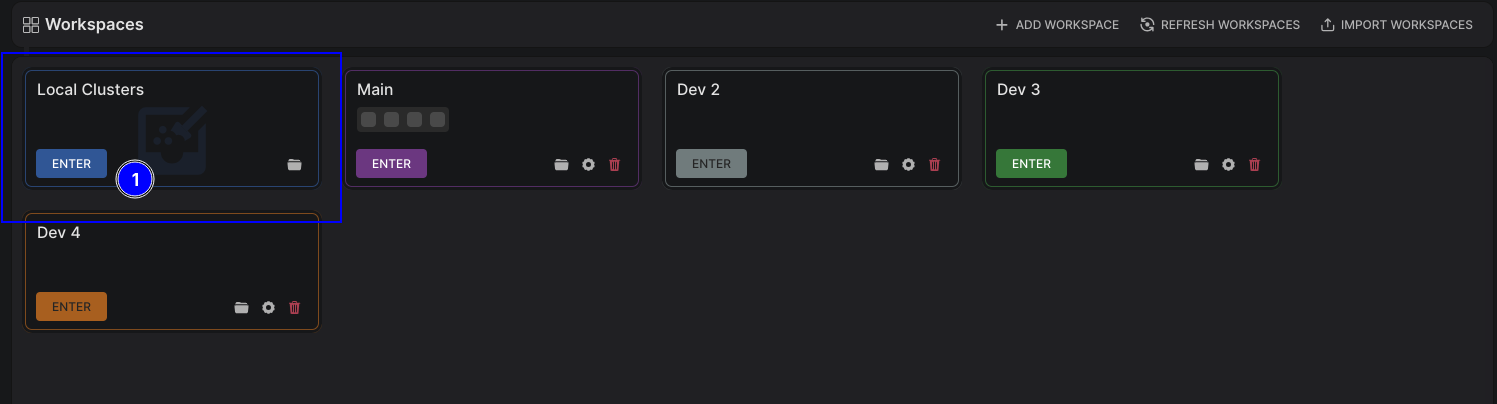 Workspaces
ADD WORKSPACE
REFRESH WORKSPACES
IMPORT WORKSPACES
Local Clusters
ENTER
1
Main
ENTER
Dev 2
ENTER
Dev 3
ENTER
Dev 4
ENTER